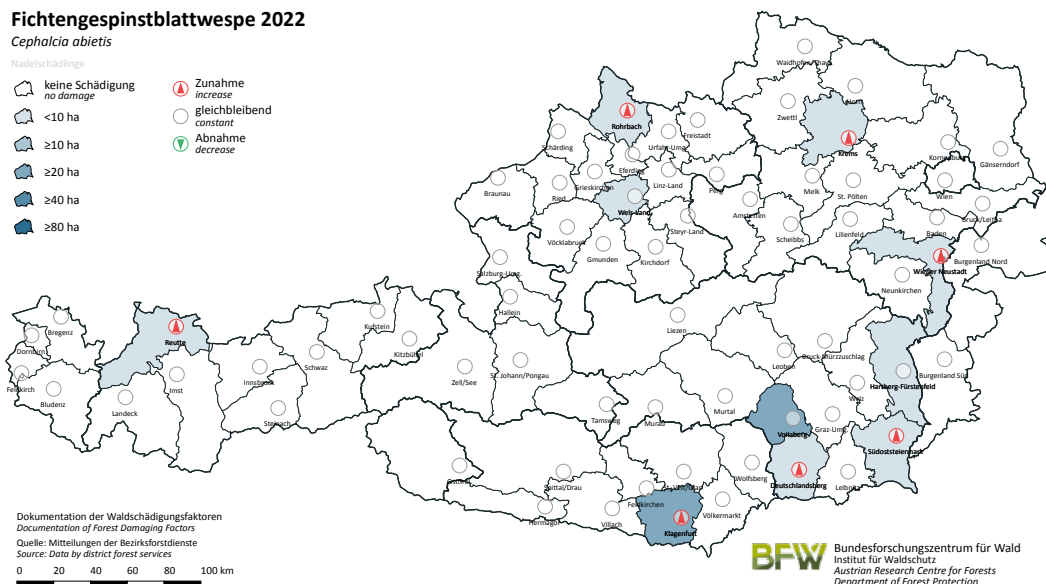 Fichtengespinstblattwespe 2022
Cephalcia abietis
Nadelschädlinge
keine Schädigung
no damage
<10 ha
≥10 ha
≥20 ha
≥40 ha
≥80 ha
Zunahme
increase
gleichbleibend
constant
Abnahme
decrease
Waidhofen/Thaya
Horn
Zwettl
Rohrbach
Krems
Freistadt
Schärding
Urfahr-Umg.
Korneuburg
Gänserndorf
Eferding
Grieskirchen
Linz-Land
Perg
Melk
St. Pölten
Wien
Braunau
Ried
Wels-Land
Amstetten
Bruck/Leitha
Steyr-Land
Scheibbs
Lilienfeld
Baden
Vöcklabruck
Gmunden
Kirchdorf
Burgenland Nord
Salzburg-Umg.
Wiener Neustadt
Neunkirchen
Hallein
Liezen
Bregenz
Kufstein
Reutte
Kitzbühel
Dornbirn
Bruck-Mürzzuschlag
Schwaz
Leoben
Feldkirch
Innsbruck
Zell/See
St. Johann/Pongau
Burgenland Süd
Imst
Hartberg-Fürstenfeld
Bludenz
Weiz
Landeck
Steinach
Tamsweg
Murau
Murtal
Voitsberg
Graz-Umg.
Südoststeiermark
Osttirol
Spittal/Drau
St. Veit/Glan
Wolfsberg
Deutschlandsberg
Leibnitz
Hermagor
Villach
Feldkirchen
Klagenfurt
Völkermarkt
Dokumentation der Waldschädigungsfaktoren
Documentation of Forest Damaging Factors
Quelle: Mitteilungen der Bezirksforstdienste
Source: Data by district forest services
0 20 40 60 80 100 km
BFW
Bundesforschungszentrum für Wald
Institut für Waldschutz
Austrian Research Centre for Forests
Department of Forest Protection